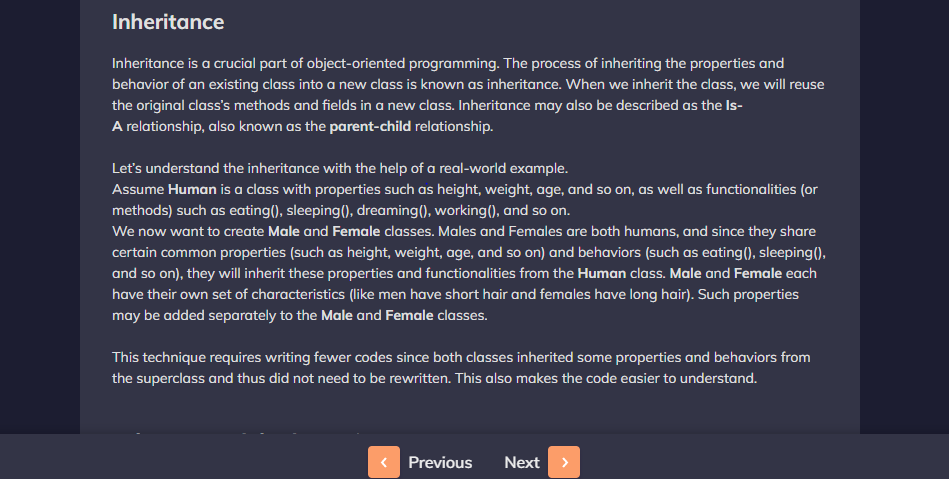 Inheritance
Inheritance is a crucial part of object-oriented programming. The process of inheriting the properties and
behavior of an existing class into a new class is known as inheritance. When we inherit the class, we will reuse
the original class's methods and fields in a new class. Inheritance may also be described as the Is-
A relationship, also known as the parent-child relationship.
Let's understand the inheritance with the help of a real-world example.
Assume Human is a class with properties such as height, weight, age, and so on, as well as functionalities (or
methods) such as eating(), sleeping(), dreaming(), working(), and so on.
We now want to create Male and Female classes. Males and Females are both humans, and since they share
certain common properties (such as height, weight, age, and so on) and behaviors (such as eating(), sleeping(),
and so on), they will inherit these properties and functionalities from the Human class. Male and Female each
have their own set of characteristics (like men have short hair and females have long hair). Such properties
may be added separately to the Male and Female classes.
This technique requires writing fewer codes since both classes inherited some properties and behaviors from
the superclass and thus did not need to be rewritten. This also makes the code easier to understand.
Previous Next